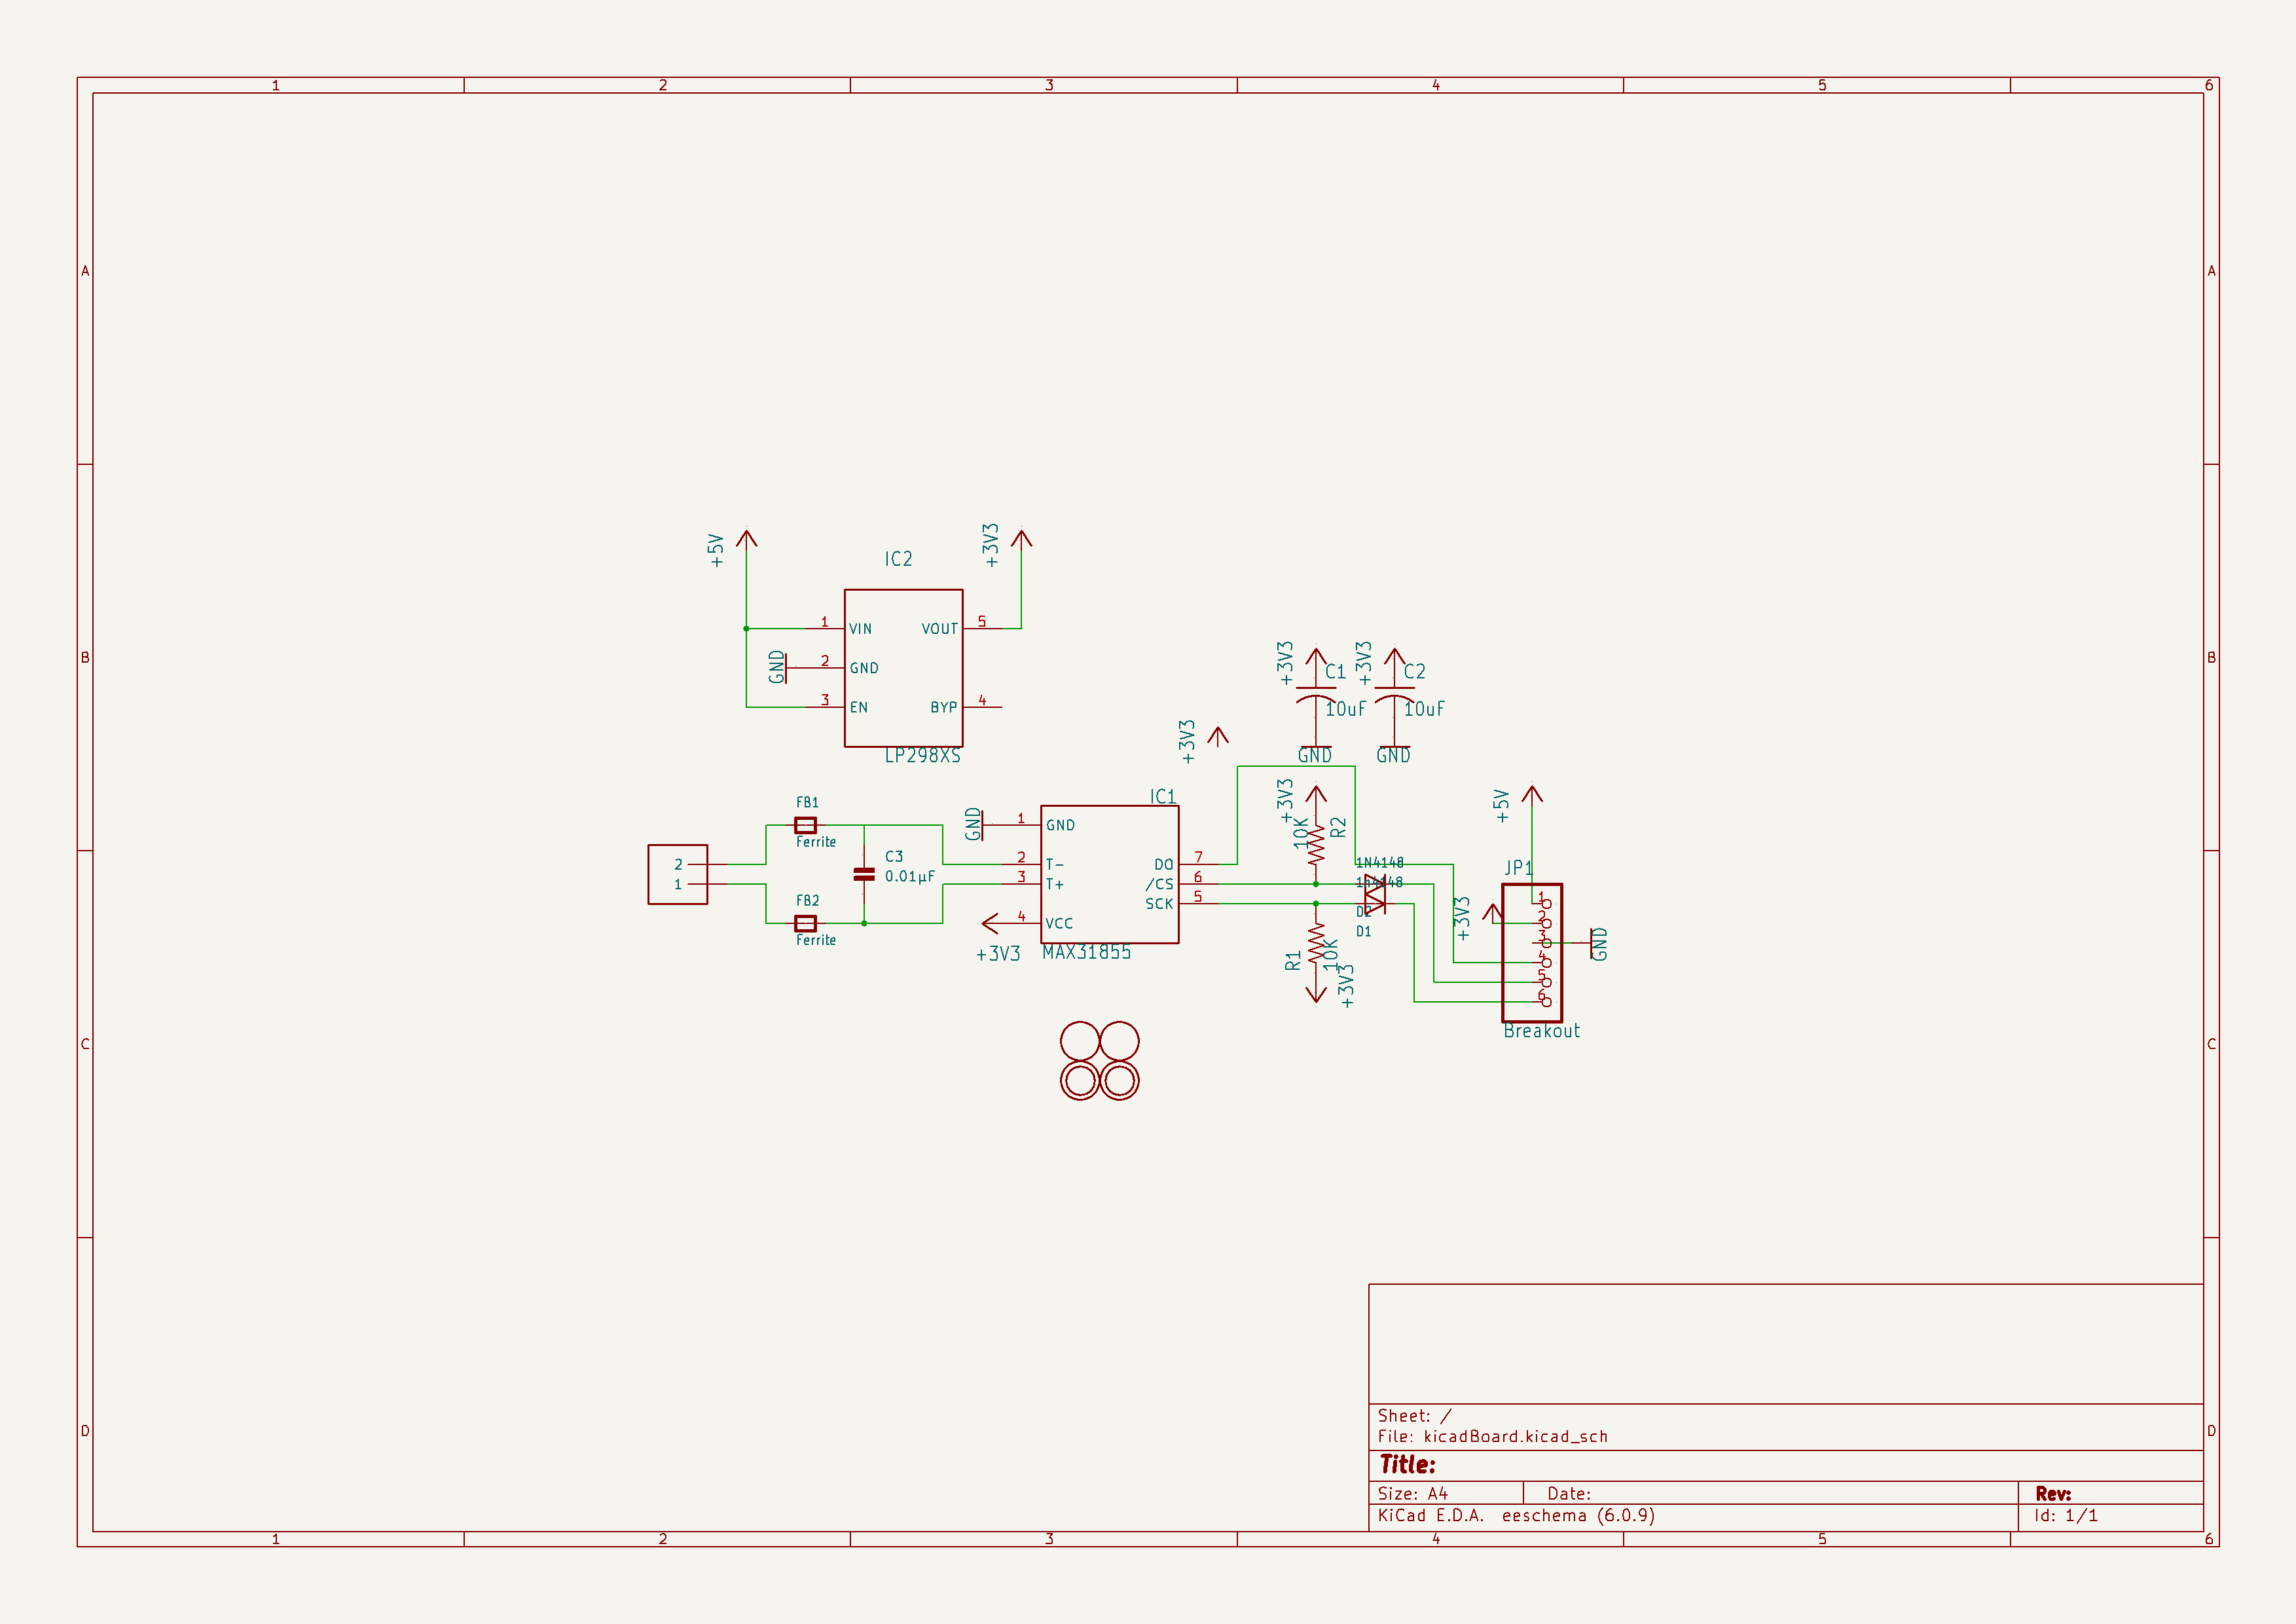 1 2 3 4 5 6
A A
+5V
+3V3
IC2
1 VIN VOUT 5
GND 2 GND
3 EN BYP 4
LP298XS
B B
+3V3 C1
10uF
GND
+3V3 C2
10uF
GND
+3V3
FB1
Ferrite
C3
0.01µF
FB2
Ferrite
2
1
IC1
GND 1 GND
2 T-
3 T+
4 VCC
+3V3
DO 7
/CS 6
SCK 5
MAX31855
+3V3
10K R2
1N4148
1n4148
D2
D1
R1 10K
+3V3
+5V
JP1
+3V3
1
2
3
4
5
6
GND
Breakout
C C
D D
Sheet: /
File: kicadBoard.kicad_sch
Title:
Size: A4 Date: Rev:
KiCad E.D.A. eeschema (6.0.9) Id: 1/1
1 2 3 4 5 6